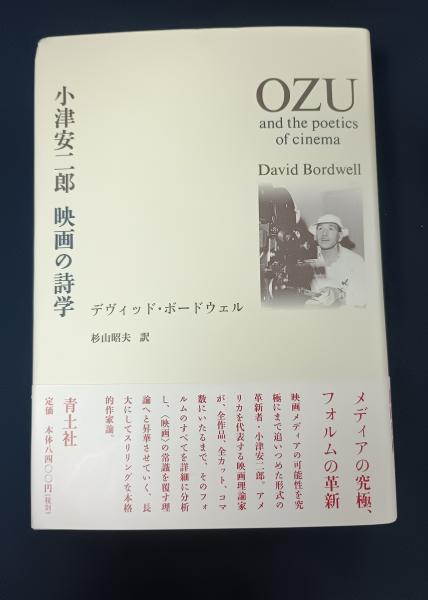 小津安二郎 映画の詩学
OZU
and the poetics
of cinema
David Bordwell
デヴィッド・ボードウェル
杉山昭夫 訳
メディアの究極、
フォルムの革新
映画メディアの可能性を究
極にまで追いつめた形式の
革新者・小津安二郎。アメ
リカを代表する映画理論家
が、全作品、全カット、コマ
数にいたるまで、そのフォ
ルムのすべてを詳細に分析
し、〈映画〉の常識を覆す理
論へと昇華させていく、長
大にしてスリリングな本格
的作家論。
青土社
定価 本体八四〇〇円(税別)